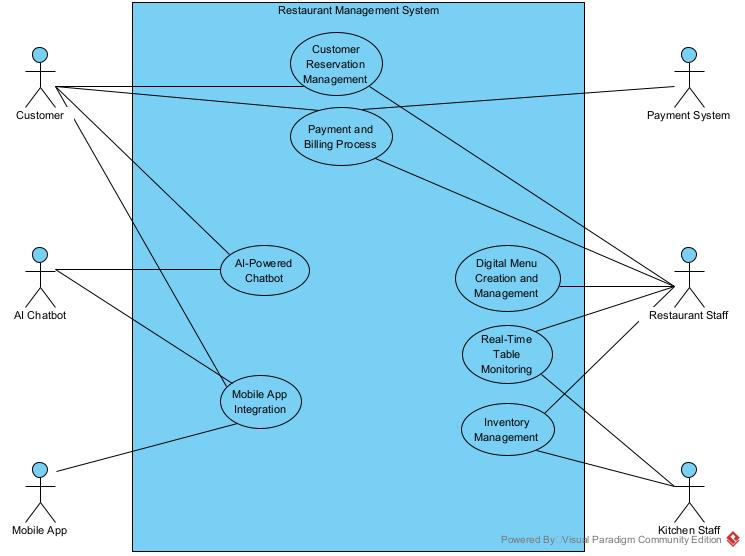 Restaurant Management System
Customer
Reservation
Management
Customer
Payment System
Payment and
Billing Process
AI-Powered
Chatbot
Digital Menu
Creation and
Management
AI Chatbot
Restaurant Staff
Real-Time
Table
Monitoring
Mobile App
Integration
Inventory
Management
Mobile App
Kitchen Staff
Powered By Visual Paradigm Community Edition